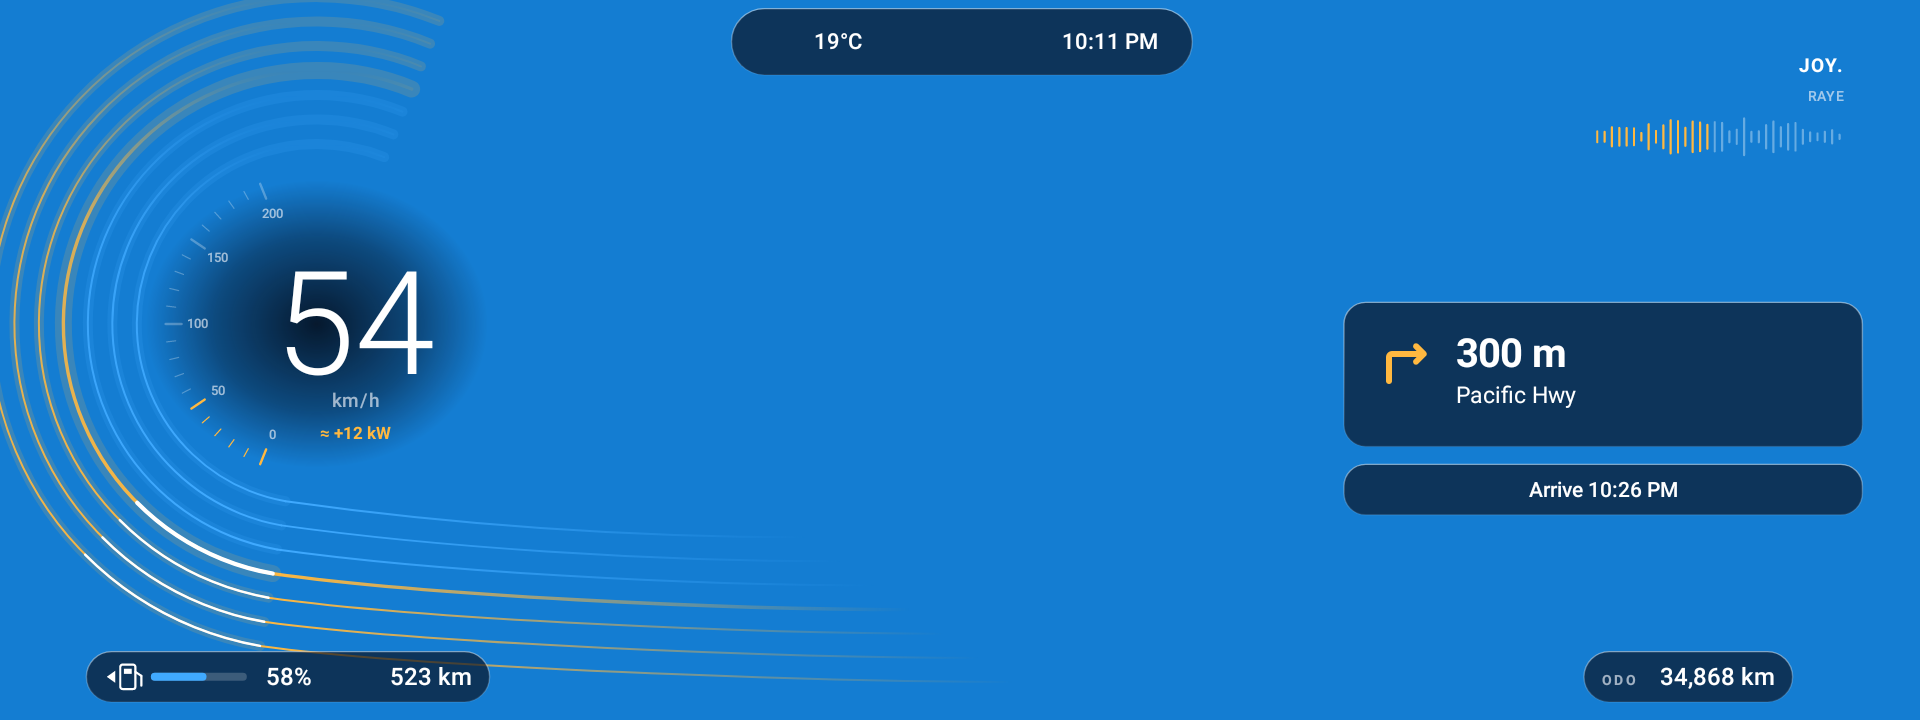 19°C
10:11 PM
JOY.
RAYE
200
150
100
50
0
54
km/h
≈ +12 kW
300 m
Pacific Hwy
Arrive 10:26 PM
58%
523 km
ODO 34,868 km